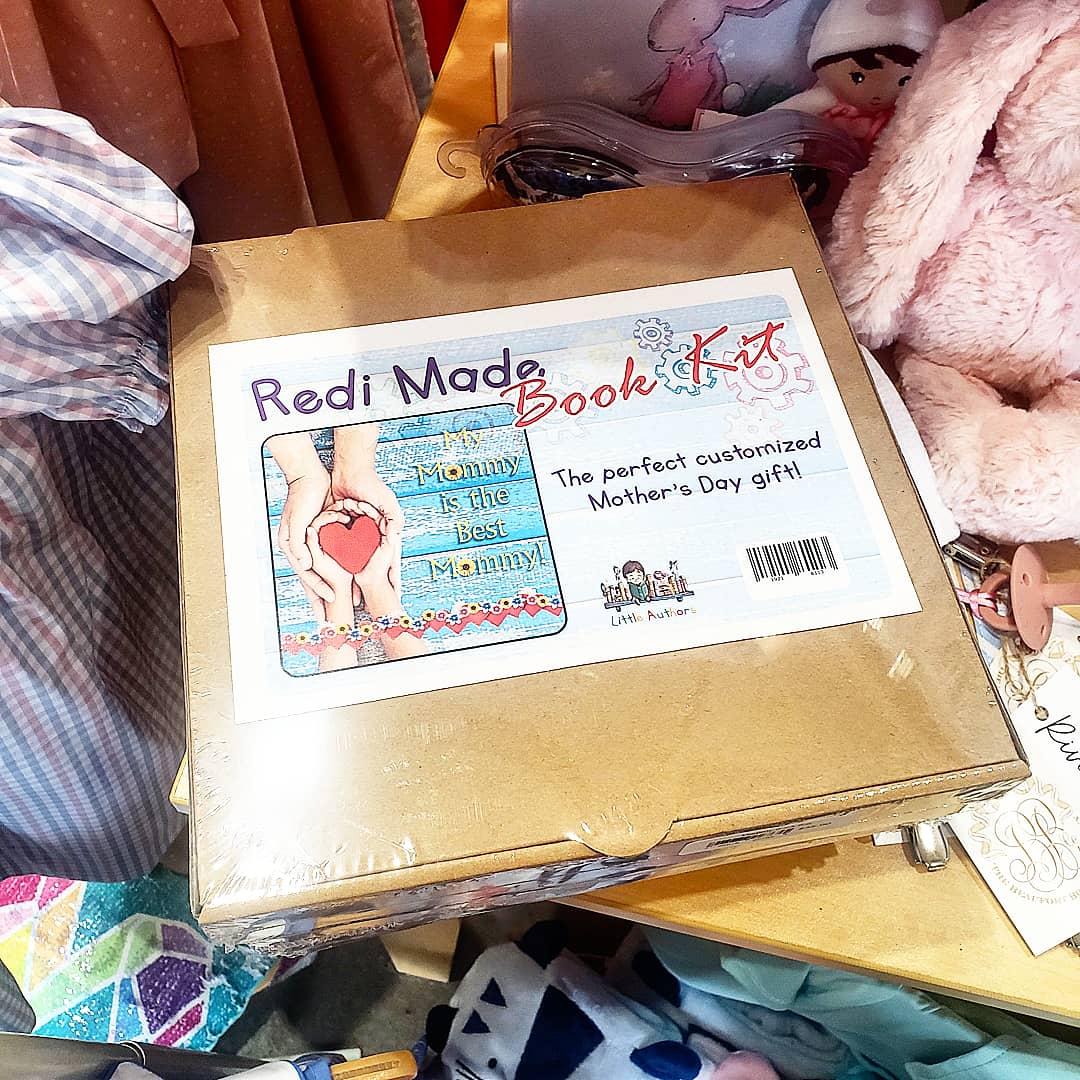 Redi Made
Book Kit
My
Mommy
is the
Best
Mommy!
The perfect customized
Mother's Day gift!
Little Authors